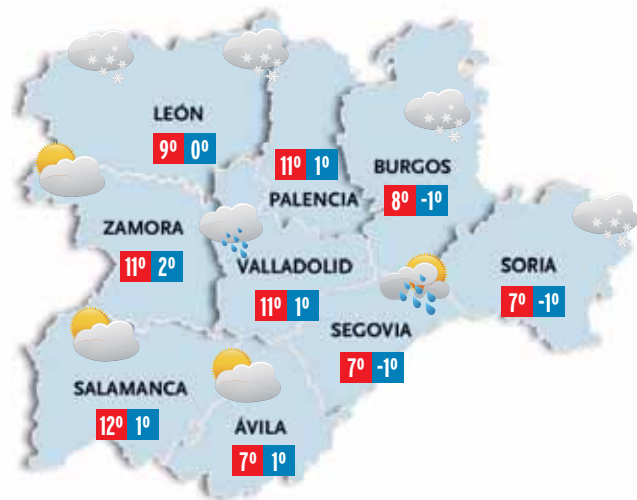 LEÓN
9º 0º
11º 1º
PALENCIA
BURGOS
8º -1º
ZAMORA
11º 2º
VALLADOLID
11º 1º
SORIA
7º -1º
SEGOVIA
7º -1º
SALAMANCA
12º 1º
ÁVILA
7º 1º